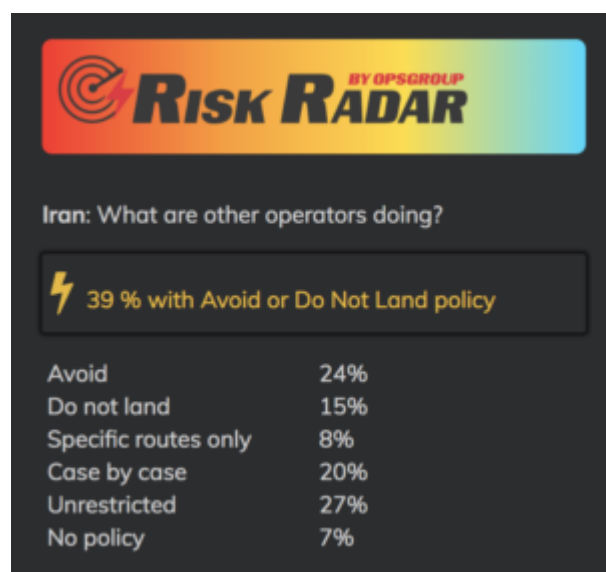 BY OPSGROUP
RISK RADAR
Iran: What are other operators doing?
39 % with Avoid or Do Not Land policy
Avoid 24%
Do not land 15%
Specific routes only 8%
Case by case 20%
Unrestricted 27%
No policy 7%